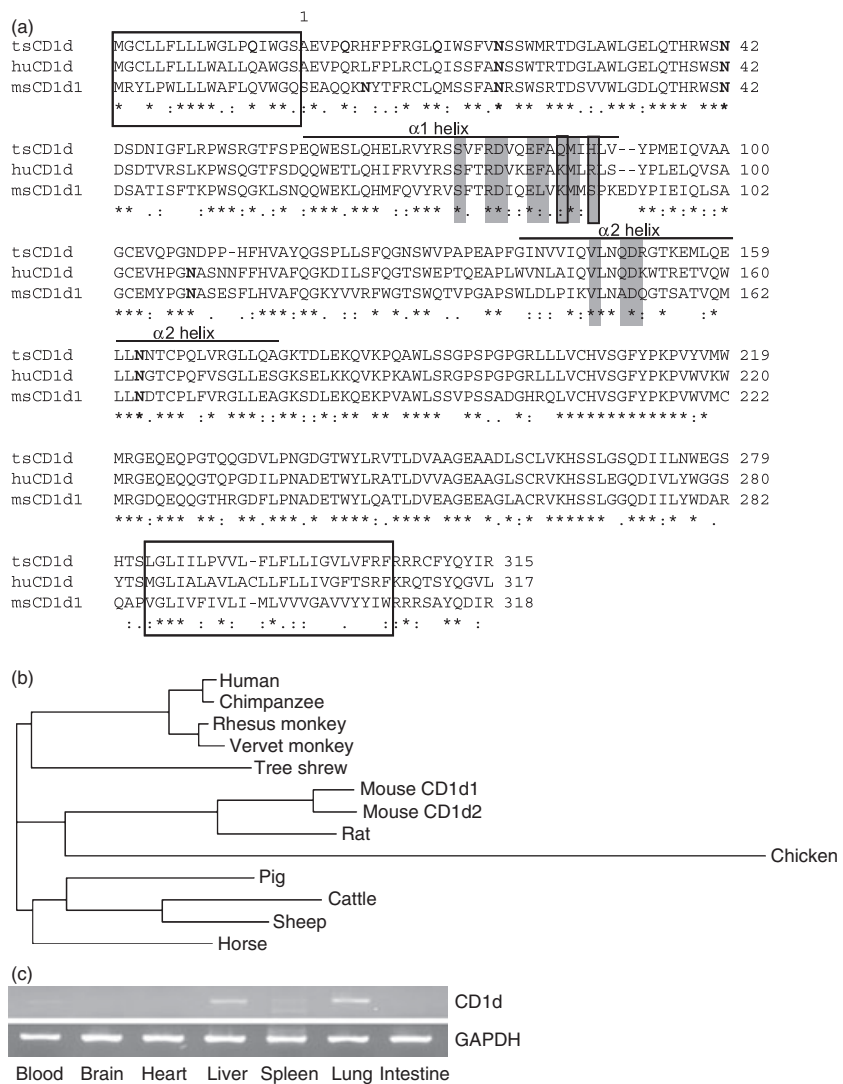 (a)
1
tsCD1d MGCLLFLLLWGLPQIWGSAEVPQRHFPFRGLQIWSFVNSSWMRTDGLAWLGELQTHRWSN 42
huCD1d MGCLLFLLLWALLQAWGSAEVPQRLFPLRCLQISSFANSSWTRTDGLAWLGELQTHSWSN 42
msCD1d1 MRYLPWLLLWAFLQVWGQSEAQQKNYTFRCLQMSSFANRSWSRTDSVVWLGDLQTHRWSN 42
α1 helix
tsCD1d DSDNIGFLRPWSRGTFSPEQWESLQHELRVYRSSVFRDVQEFAQMIHLV--YPMEIQVAA 100
huCD1d DSDTVRSLKPWSQGTFSDQQWETLQHIFRVYRSSFTRDVKEFAKMLRLS-YPLELQVSA 100
msCD1d1 DSATISFTKPWSQGKLSNQQWEKLQHMFQVYRVSFTRDIQELVKMMSPKEDYPIEIQLSA 102
α2 helix
tsCD1d GCEVQPGNDPP-HFHVAYQGSPLLSFQGNSWVPAPEAPFGINVVIQVLNQDRGTKEMLQE 159
huCD1d GCEVHPGNASNNFFHVAFQGKDILSFQGTSWEPTQEAPLWVNLAIQVLNQDKWTRETVQW 160
msCD1d1 GCEMYPGNASESFLHVAFQGKYVVRFWGTSWQTVPGAPSWLDLPIKVLNADQGTSATVQM 162
α2 helix
tsCD1d LLNNTCPQLVRGLLQAGKTDLEKQVKPQAWLSSGPSPGPGRLLLVCHVSGFYPKPVYVMW 219
huCD1d LLNGTCPQFVSGLLESGKSELKKQVKPKAWLSRGPSPGPGRLLLVCHVSGFYPKPVWVKW 220
msCD1d1 LLNDTCPLFVRGLLEAGKSDLEKQEKPVAWLSSVPSSADGHRQLVCHVSGFYPKPVWVMC 222
tsCD1d MRGEQEQPGTQQGDVLPNGDGTWYLRVTLDVAAGEAADLSCLVKHSSLGSQDIILNWEGS 279
huCD1d MRGEQEQQGTQPGDILPNADETWYLRATLDVVAGEAAGLSCRVKHSSLEGQDIVLYWGGS 280
msCD1d1 MRGDQEQQGTHRGDFLPNADETWYLQATLDVEAGEEAGLACRVKHSSLGGQDIILYWDAR 282
tsCD1d HTSLGLIILPVVL-FLFLLIGVLVFRFRRRCFYQYIR 315
huCD1d YTSMGLIALAVLACLLFLLIVGFTSRFKRQTSYQGVL 317
msCD1d1 QAPVGLIVFIVLI-MLVVVGAVVYYIWRRRSAYQDIR 318
(b)
Human
Chimpanzee
Rhesus monkey
Vervet monkey
Tree shrew
Mouse CD1d1
Mouse CD1d2
Rat
Chicken
Pig
Cattle
Sheep
Horse
(c)
CD1d
GAPDH
Blood Brain Heart Liver Spleen Lung Intestine